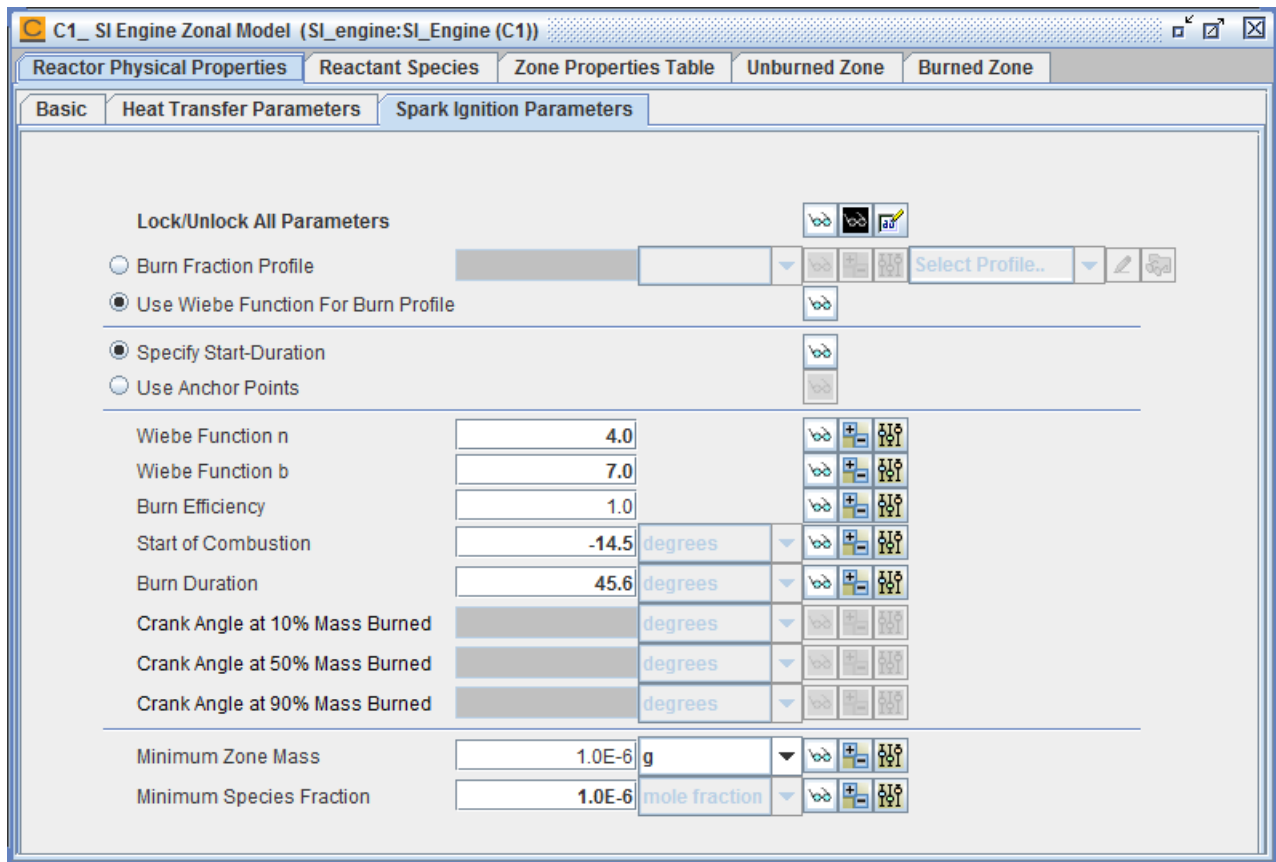 C C1_ SI Engine Zonal Model (SI_engine:SI_Engine (C1))
Reactor Physical Properties Reactant Species Zone Properties Table Unburned Zone Burned Zone
Basic Heat Transfer Parameters Spark Ignition Parameters
Lock/Unlock All Parameters
Burn Fraction Profile Select Profile..
Use Wiebe Function For Burn Profile
Specify Start-Duration
Use Anchor Points
Wiebe Function n 4.0
Wiebe Function b 7.0
Burn Efficiency 1.0
Start of Combustion -14.5 degrees
Burn Duration 45.6 degrees
Crank Angle at 10% Mass Burned degrees
Crank Angle at 50% Mass Burned degrees
Crank Angle at 90% Mass Burned degrees
Minimum Zone Mass 1.0E-6 g
Minimum Species Fraction 1.0E-6 mole fraction